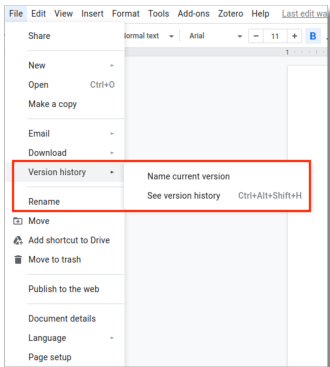 File Edit View Insert Format Tools Add-ons Zotero Help Last edit wa
Share
ormal text Arial - 11 + B
1
New
Open Ctrl+O
Make a copy
Email
Download
Version history
Name current version
See version history Ctrl+Alt+Shift+H
Rename
Move
Add shortcut to Drive
Move to trash
Publish to the web
Document details
Language
Page setup